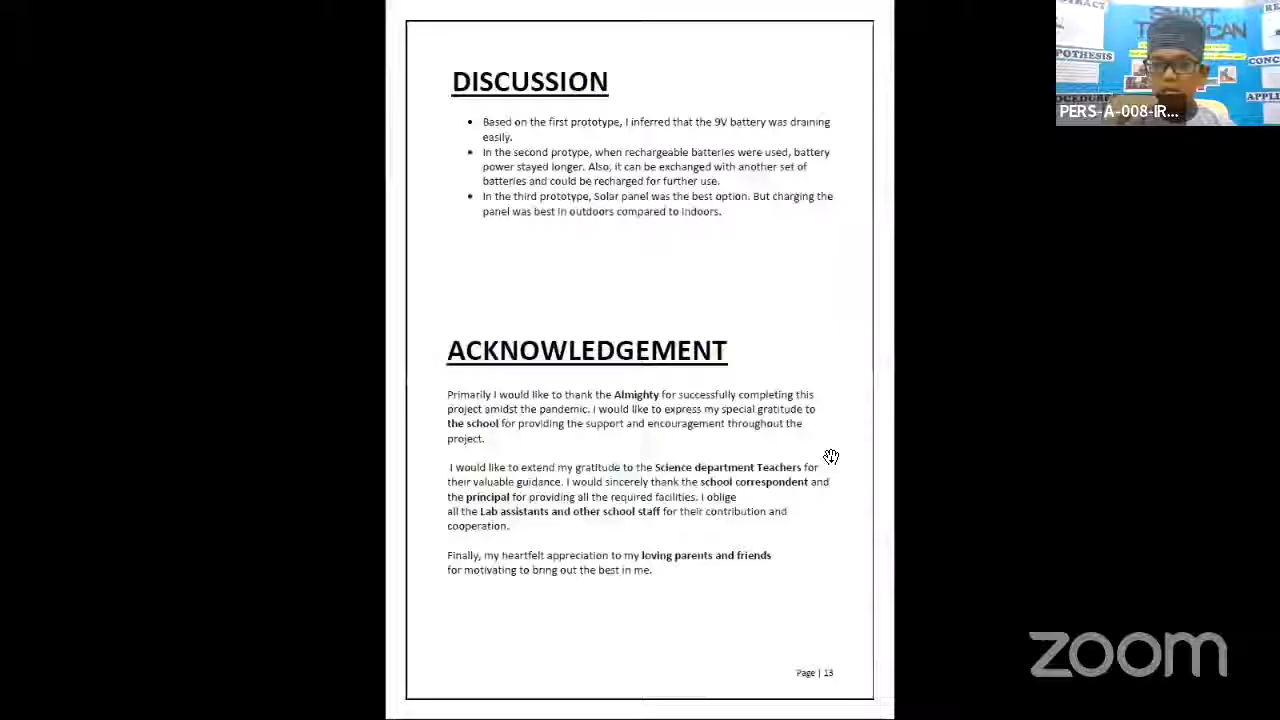 DISCUSSION
• Based on the first prototype, I inferred that the 9V battery was draining
easily.
• In the second protype, when rechargeable batteries were used, battery
power stayed longer. Also, it can be exchanged with another set of
batteries and could be recharged for further use.
• In the third prototype, Solar panel was the best option. But charging the
panel was best in outdoors compared to indoors.
ACKNOWLEDGEMENT
Primarily I would like to thank the Almighty for successfully completing this
project amidst the pandemic. I would like to express my special gratitude to
the school for providing the support and encouragement throughout the
project.
I would like to extend my gratitude to the Science department Teachers for
their valuable guidance. I would sincerely thank the school correspondent and
the principal for providing all the required facilities. I oblige
all the Lab assistants and other school staff for their contribution and
cooperation.
Finally, my heartfelt appreciation to my loving parents and friends
for motivating to bring out the best in me.
Page | 13
SMART
PERS-A-008-IR...
zoom